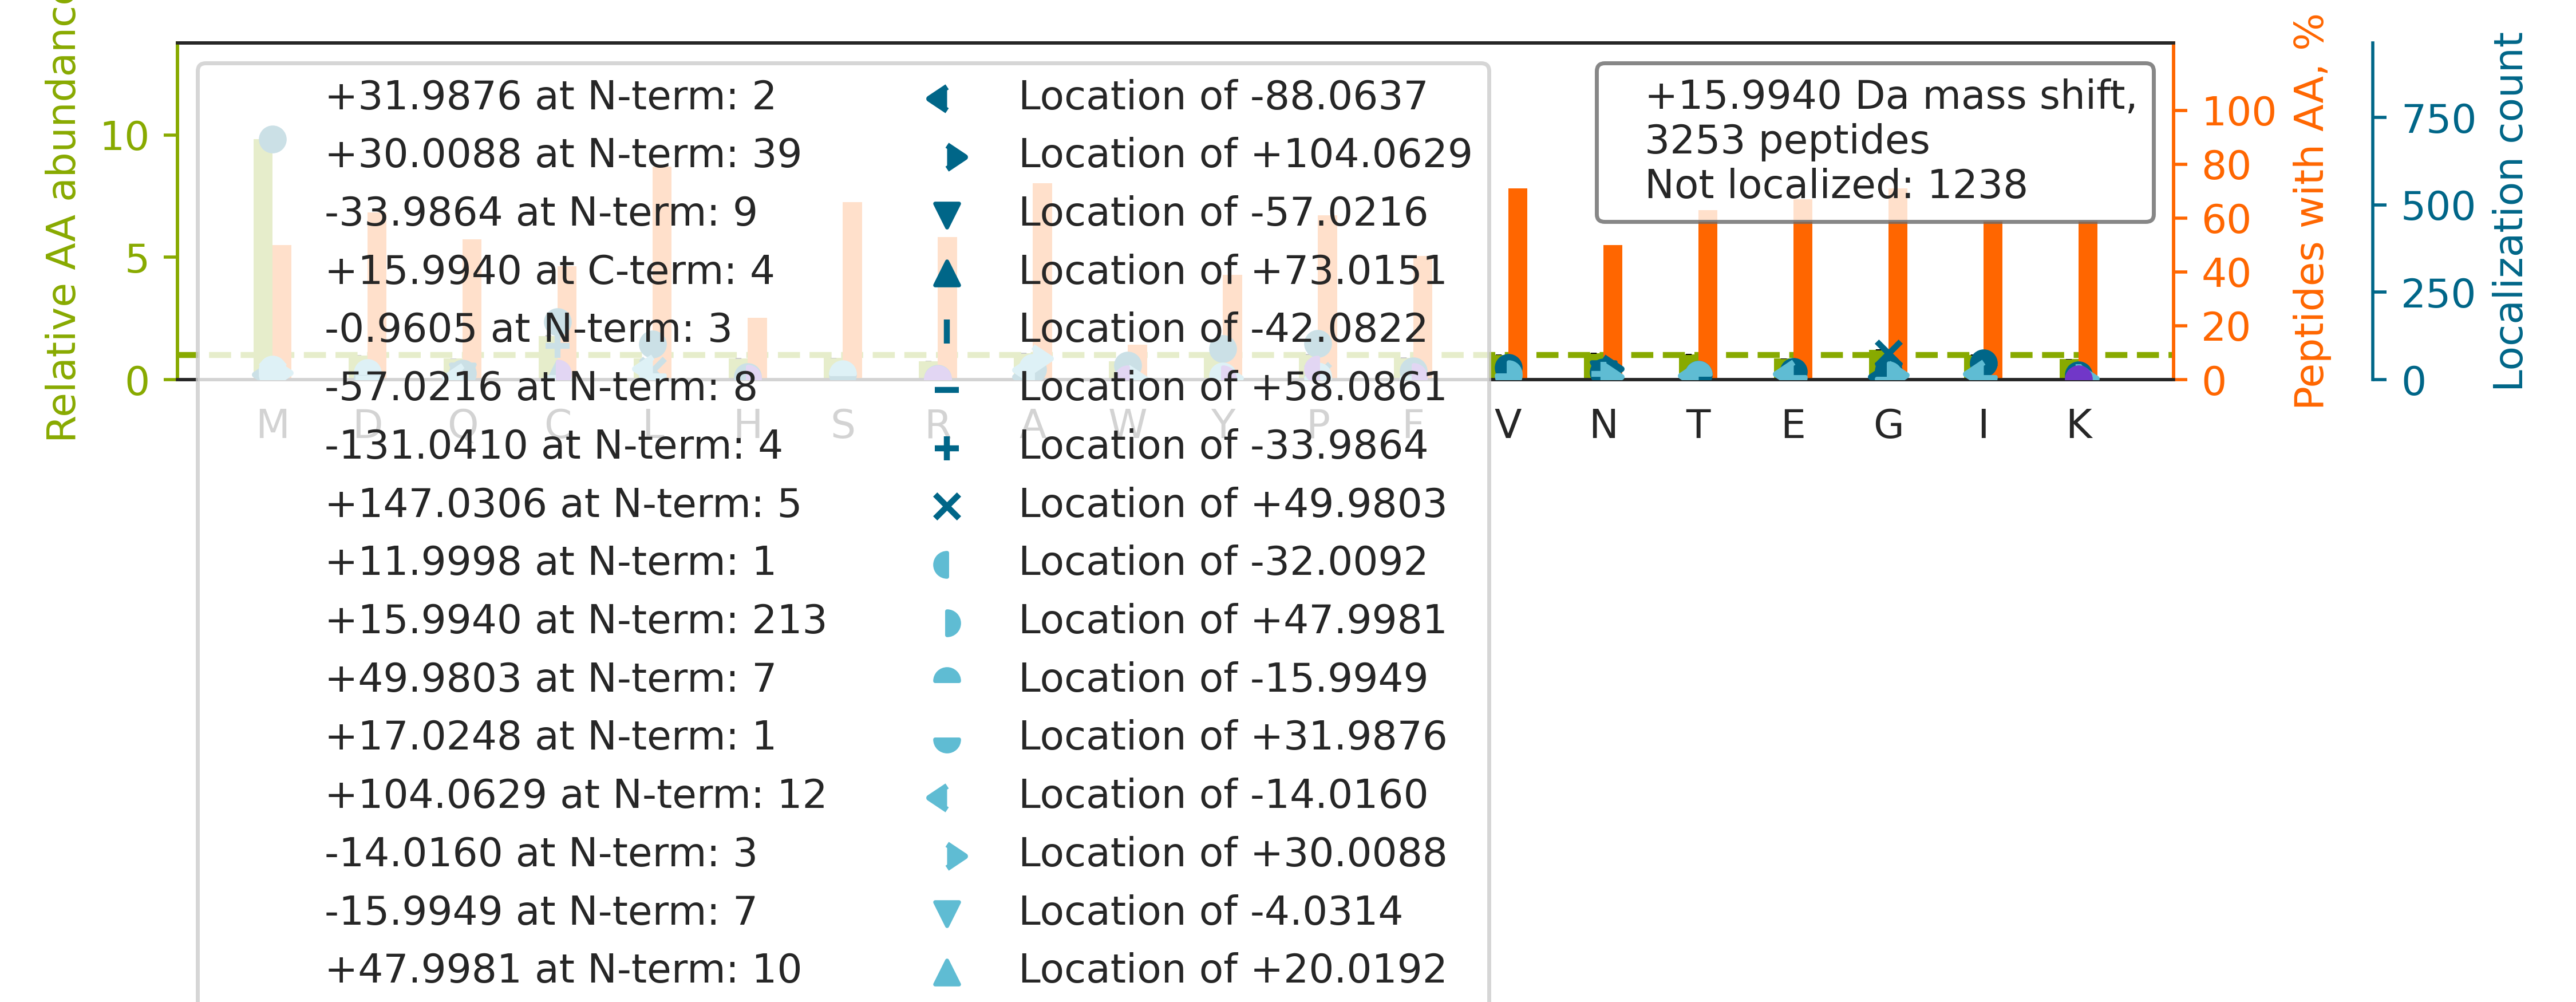 Relative AA abundance
10
5
0
+31.9876 at N-term: 2
+30.0088 at N-term: 39
-33.9864 at N-term: 9
+15.9940 at C-term: 4
-0.9605 at N-term: 3
-57.0216 at N-term: 8
-131.0410 at N-term: 4
+147.0306 at N-term: 5
+11.9998 at N-term: 1
+15.9940 at N-term: 213
+49.9803 at N-term: 7
+17.0248 at N-term: 1
+104.0629 at N-term: 12
-14.0160 at N-term: 3
-15.9949 at N-term: 7
+47.9981 at N-term: 10
Location of -88.0637
Location of +104.0629
Location of -57.0216
Location of +73.0151
Location of -42.0822
Location of +58.0861
Location of -33.9864
Location of +49.9803
Location of -32.0092
Location of +47.9981
Location of -15.9949
Location of +31.9876
Location of -14.0160
Location of +30.0088
Location of -4.0314
Location of +20.0192
+15.9940 Da mass shift,
3253 peptides
Not localized: 1238
M D Q C L H S R A W Y P F V N T E G I K
100
80
60
40
20
0
Peptides with AA, %
750
500
250
0
Localization count